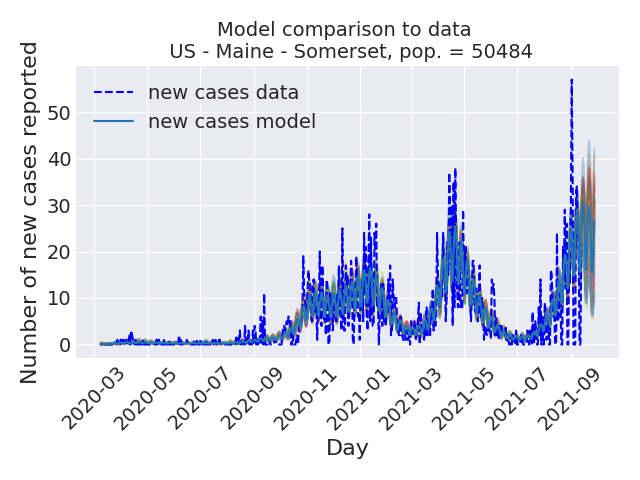 Model comparison to data
US - Maine - Somerset, pop. = 50484
Number of new cases reported
50
40
30
20
10
0
new cases data
new cases model
2020-03
2020-05
2020-07
2020-09
2020-11
2021-01
2021-03
2021-05
2021-07
2021-09
Day